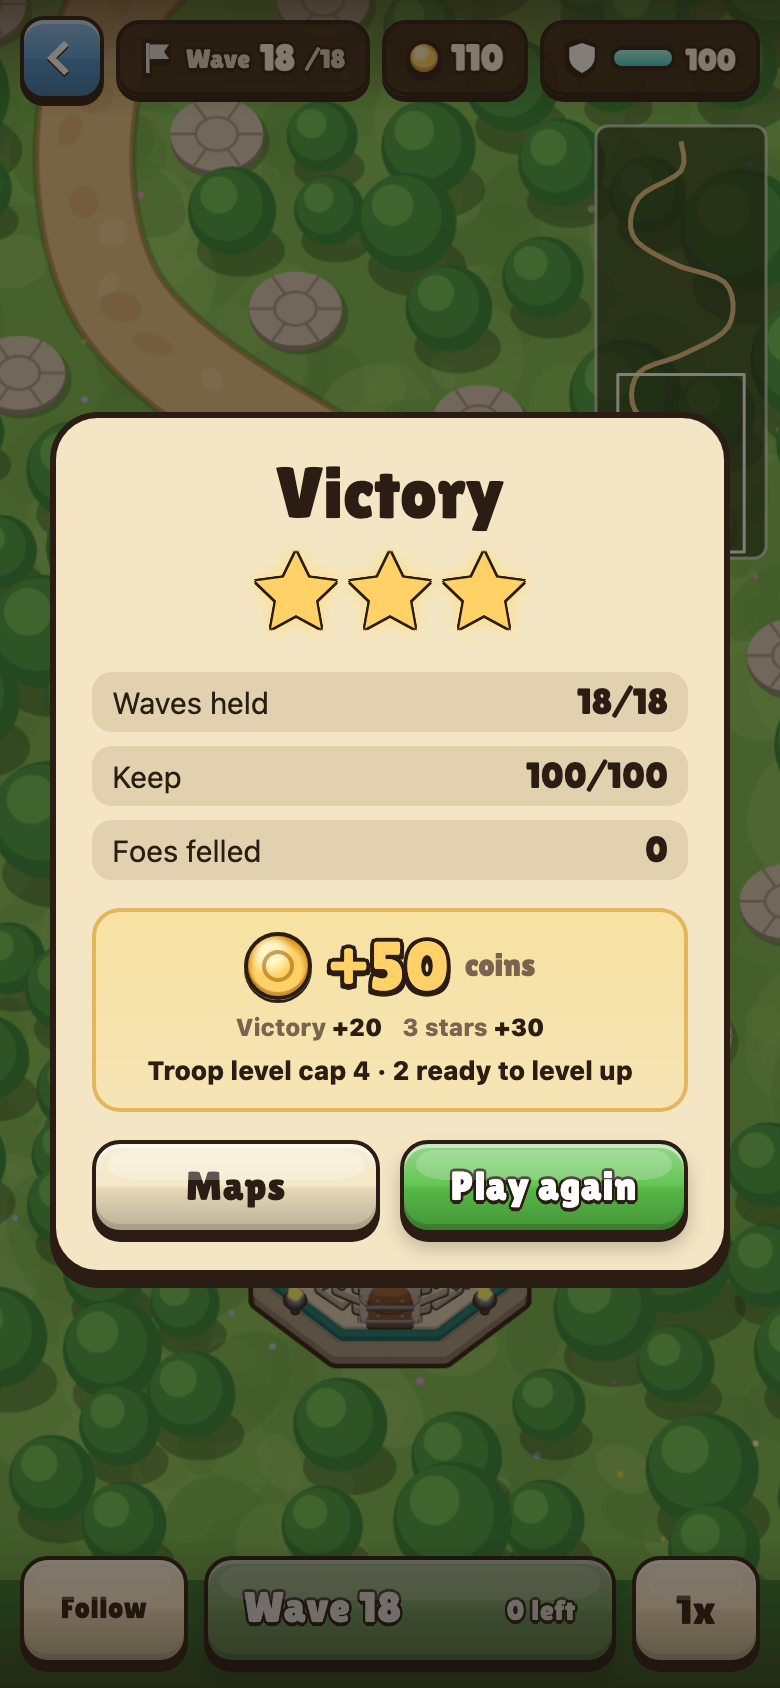 Wave 18 /18
110
100
Victory
Waves held 18/18
Keep 100/100
Foes felled 0
+50 coins
Victory +20 3 stars +30
Troop level cap 4 · 2 ready to level up
Maps
Play again
Follow
Wave 18 0 left
1x